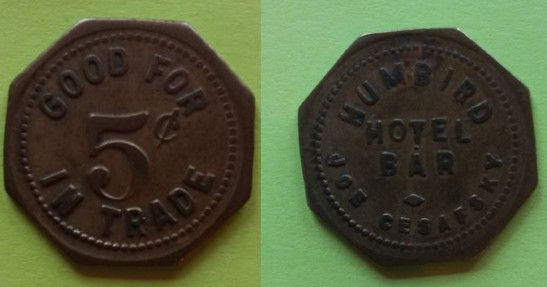 GOOD FOR
5¢
IN TRADE
HUMBIRD
HOTEL
BAR
JOE CESAFSKY